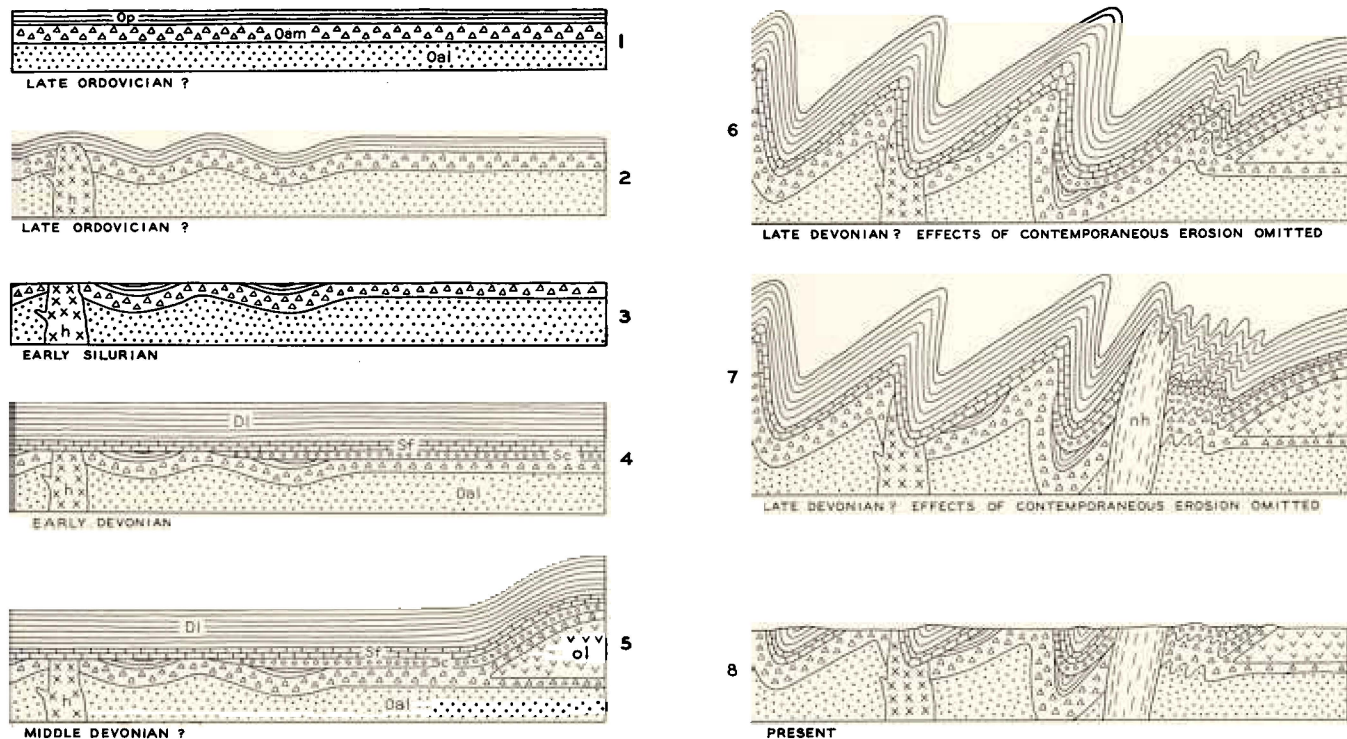 Op
Oam
Oal
1
LATE ORDOVICIAN ?
h
2
LATE ORDOVICIAN ?
h
3
EARLY SILURIAN
Dl
Sf
Sc
h
Oal
4
EARLY DEVONIAN
Dl
Sf
Sc
ol
h
Oal
5
MIDDLE DEVONIAN ?
6
LATE DEVONIAN ? EFFECTS OF CONTEMPORANEOUS EROSION OMITTED
nh
7
LATE DEVONIAN ? EFFECTS OF CONTEMPORANEOUS EROSION OMITTED
8
PRESENT